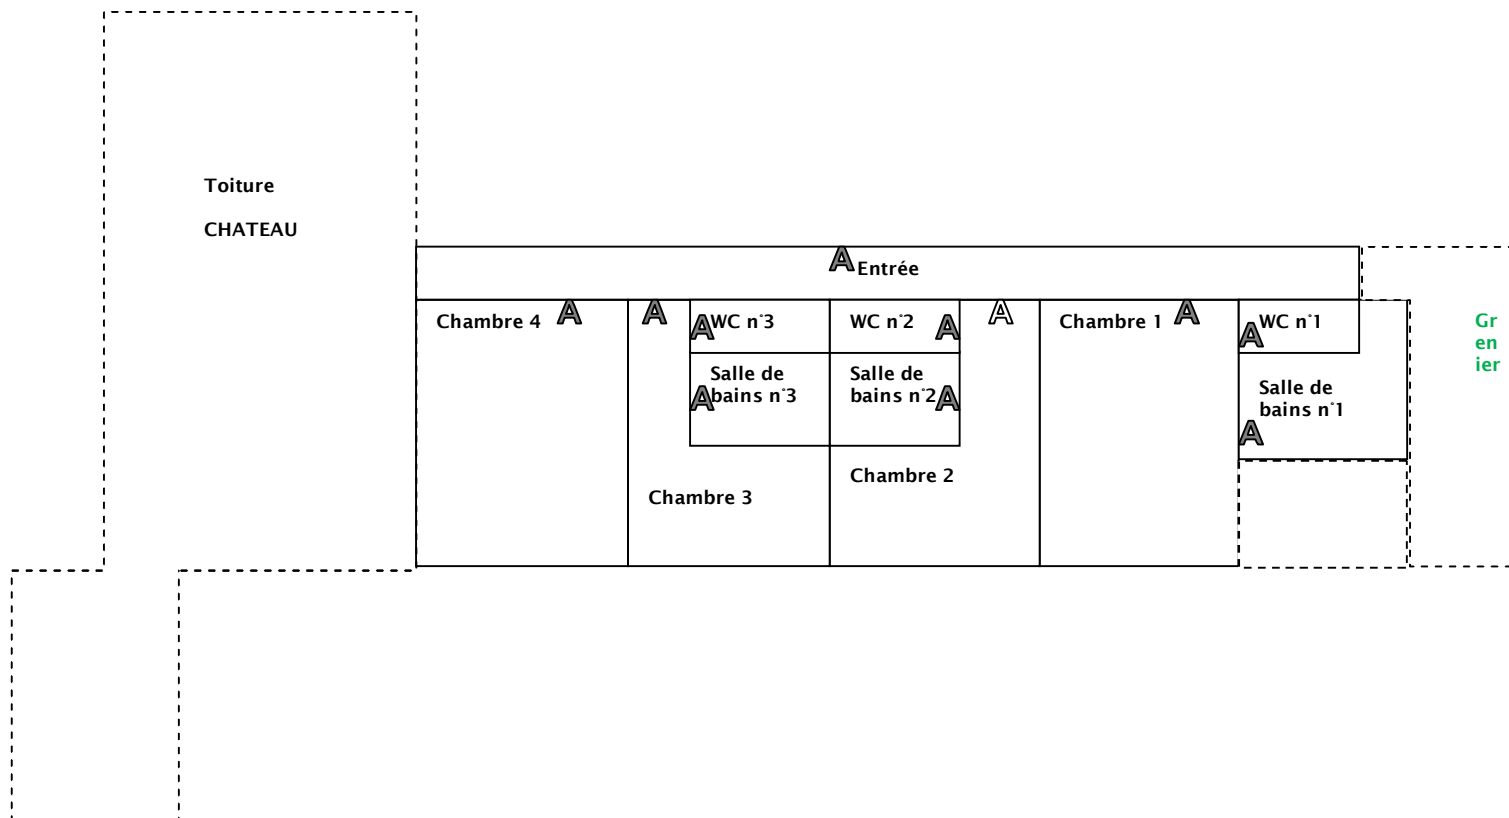 Toiture
CHATEAU
A Entrée
Chambre 4 A
A
A WC n°3
WC n°2 A
A
Chambre 1 A
A WC n°1
Gr
en
ier
Salle de
A bains n°3
Salle de
bains n°2 A
Salle de
bains n°1
A
Chambre 2
Chambre 3